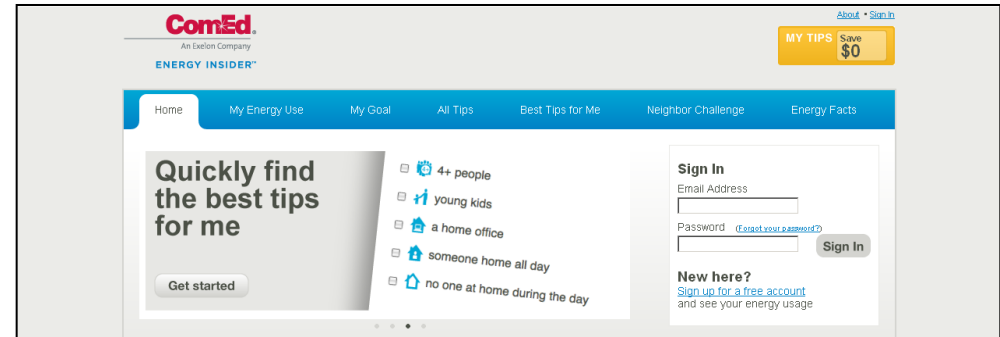 About • Sign In
ComEd.
An Exelon Company
ENERGY INSIDER™
MY TIPS Save
$0
Home My Energy Use My Goal All Tips Best Tips for Me Neighbor Challenge Energy Facts
Quickly find
the best tips
for me
Get started
4+ people
young kids
a home office
someone home all day
no one at home during the day
Sign In
Email Address
Password (Forgot your password?)
Sign In
New here?
Sign up for a free account
and see your energy usage